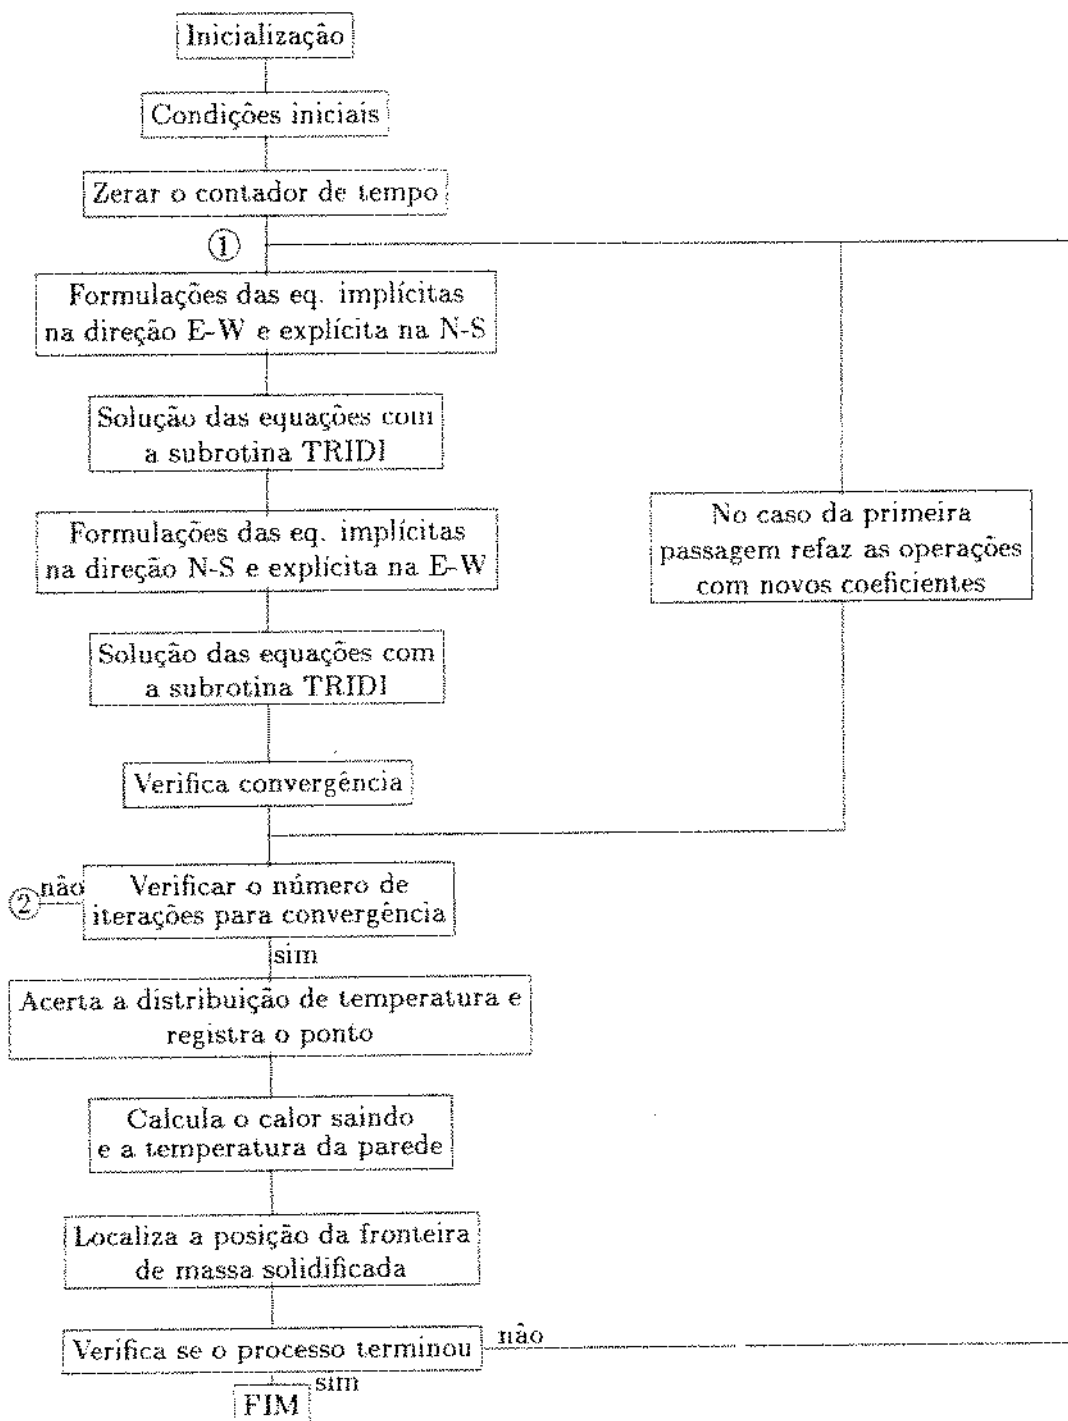 Inicialização
Condições iniciais
Zerar o contador de tempo
1
Formulações das eq. implícitas
na direção E-W e explícita na N-S
Solução das equações com
a subrotina TRIDI
Formulações das eq. implícitas
na direção N-S e explícita na E-W
No caso da primeira
passagem refaz as operações
com novos coeficientes
Solução das equações com
a subrotina TRIDI
Verifica convergência
2 não
Verificar o número de
iterações para convergência
sim
Acerta a distribuição de temperatura e
registra o ponto
Calcula o calor saindo
e a temperatura da parede
Localiza a posição da fronteira
de massa solidificada
Verifica se o processo terminou
não
sim
FIM